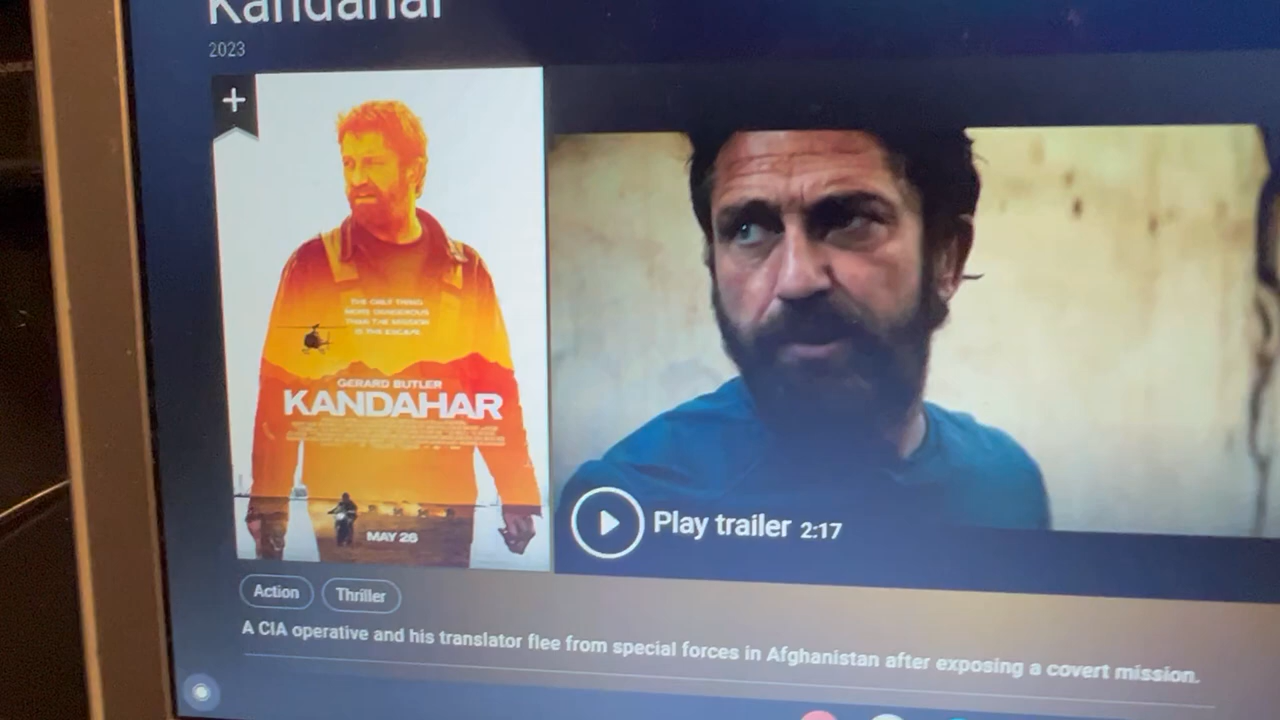 Kandahar
2023
THE ONLY THING
MORE DANGEROUS
THAN THE MISSION
IS THE ESCAPE
GERARD BUTLER
KANDAHAR
MAY 26
Play trailer 2:17
Action
Thriller
A CIA operative and his translator flee from special forces in Afghanistan after exposing a covert mission.